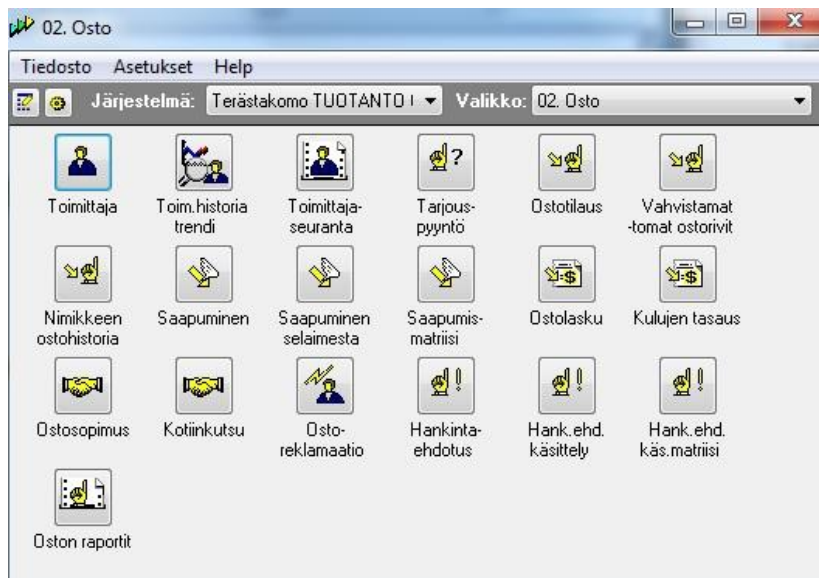 02. Osto
Tiedosto Asetukset Help
Järjestelmä: Terästakomo TUOTANTO Valikko: 02. Osto
Toimittaja
Toim.historia
trendi
Toimittaja-
seuranta
Tarjous-
pyyntö
Ostotilaus
Vahvistamat
-tomat ostorivit
Nimikkeen
ostohistoria
Saapuminen
Saapuminen
selaimesta
Saapumis-
matriisi
Ostolasku
Kulujen tasaus
Ostosopimus
Kotiinkutsu
Osto-
reklamaatio
Hankinta-
ehdotus
Hank.ehd.
käsittely
Hank.ehd.
käs.matriisi
Oston raportit